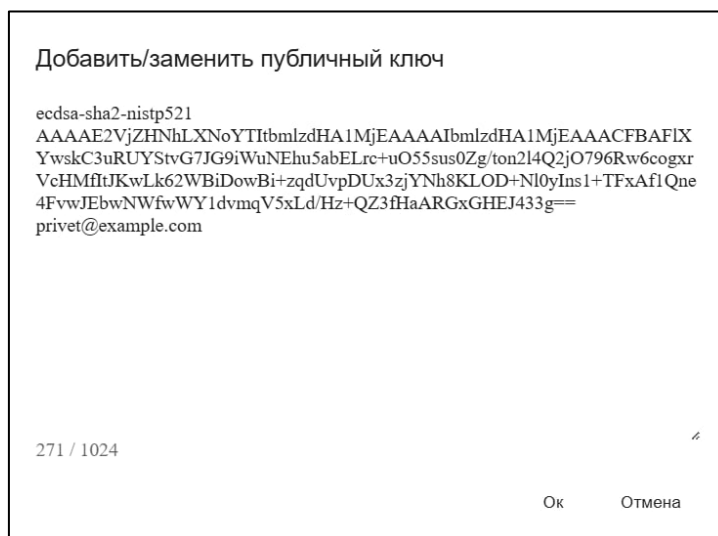 Добавить/заменить публичный ключ
ecdsa-sha2-nistp521
AAAAE2VjZHNhLXNoYTItbmlzdHA1MjEAAAAIbmlzdHA1MjEAAACFBAFlX
YwskC3uRUYStvG7JG9iWuNEhu5abELrc+uO55sus0Zg/ton2l4Q2jO796Rw6cogxr
VcHMfItJKwLk62WBiDowBi+zqdUvpDUx3zjYNh8KLOD+Nl0yIns1+TFxAf1Qne
4FvwJEbwNWfwWY1dvmqV5xLd/Hz+QZ3fHaARGxGHEJ433g==
privet@example.com
271 / 1024
Ок Отмена